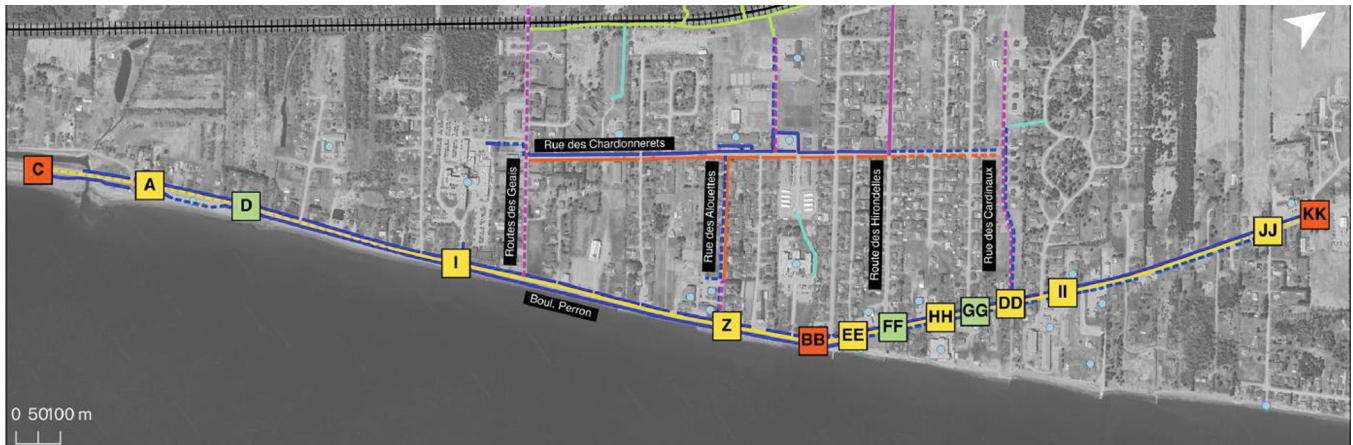 Rue des Chardonnerets
C
A
D
I
Routes des Geais
Rue des Alouettes
Route des Hirondelles
Rue des Cardinaux
Boul. Perron
Z
BB
EE
FF
HH
GG
DD
II
JJ
KK
0 50100 m